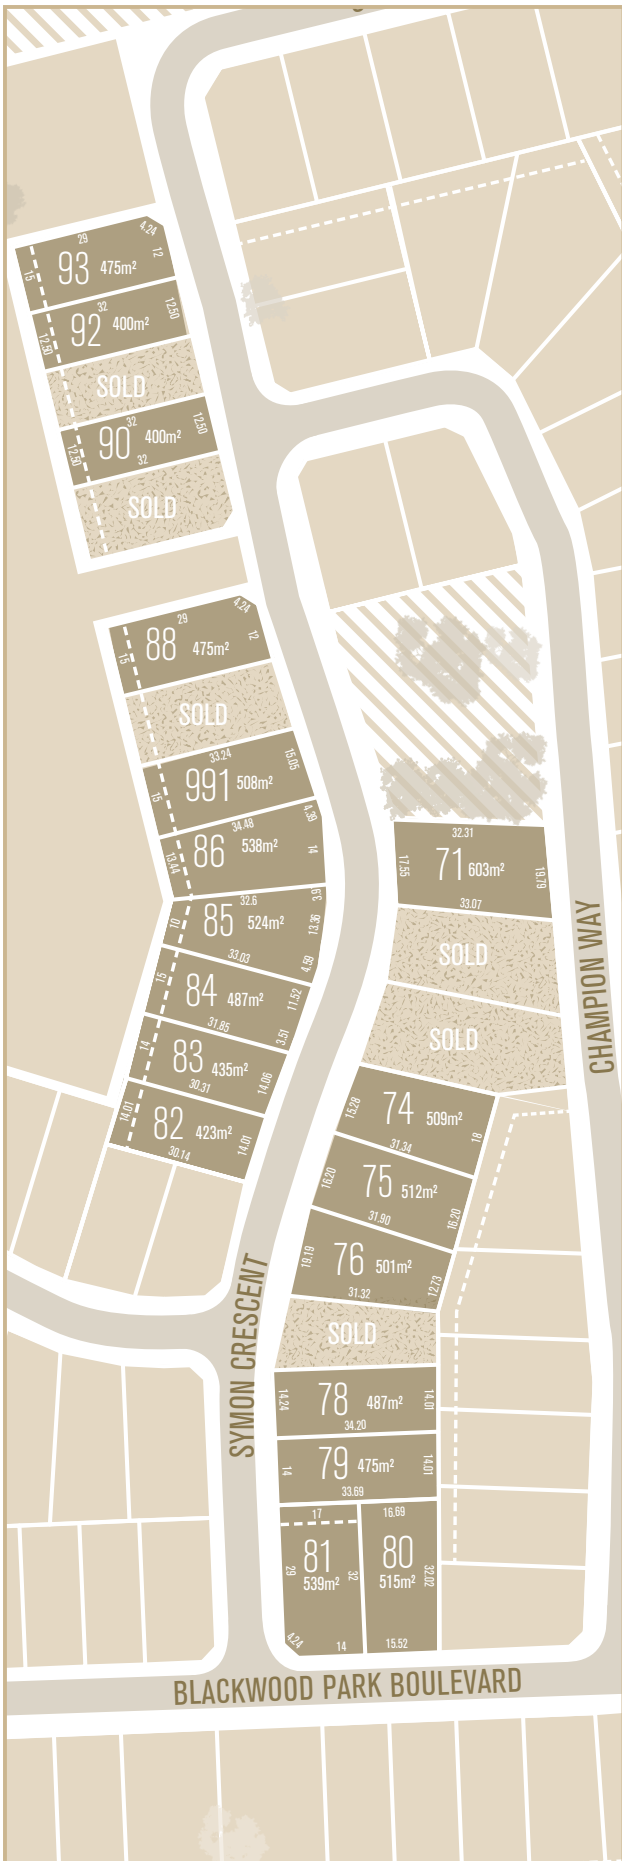 4.24
29
12
15
93 475m²
32
12.50
92 400m²
12.50
SOLD
32
12.50
90 400m²
12.50
32
SOLD
4.24
29
12
88 475m²
15
SOLD
33.24
15.05
991 508m²
15
34.48
4.39
86 538m²
14
13.44
32.6
3.9
85 524m²
13.36
10
33.03
4.59
15
84 487m²
11.52
31.85
3.51
14
83 435m²
14.06
30.31
14.01
82 423m²
14.01
30.14
32.31
17.55
71 603m²
19.79
33.07
SOLD
SOLD
CHAMPION WAY
15.28
74 509m²
18
31.34
16.20
75 512m²
16.20
31.90
19.19
76 501m²
12.73
31.32
SOLD
SYMON CRESCENT
14.24
78 487m²
14.01
34.20
14
79 475m²
14.01
33.69
17
16.69
81
539m²
29
32
80
515m²
32.02
4.24
14
15.52
BLACKWOOD PARK BOULEVARD